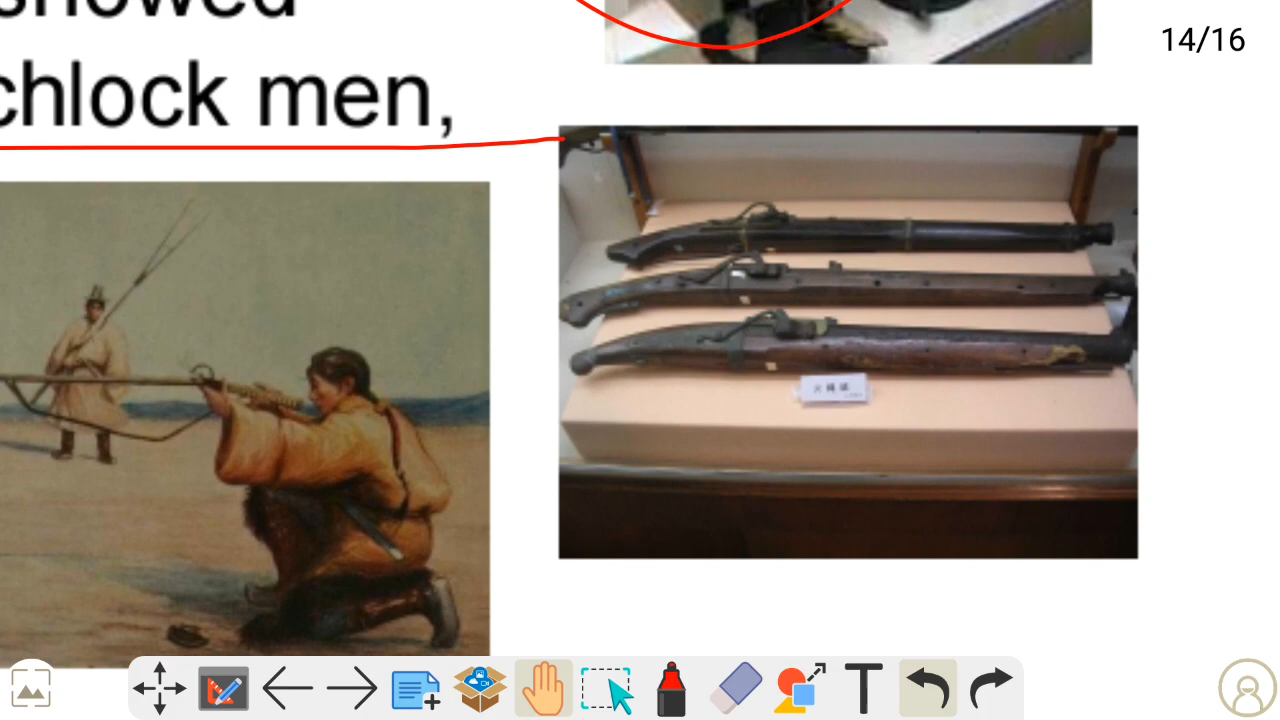 showed
chlock men,
14/16
火縄銃
T